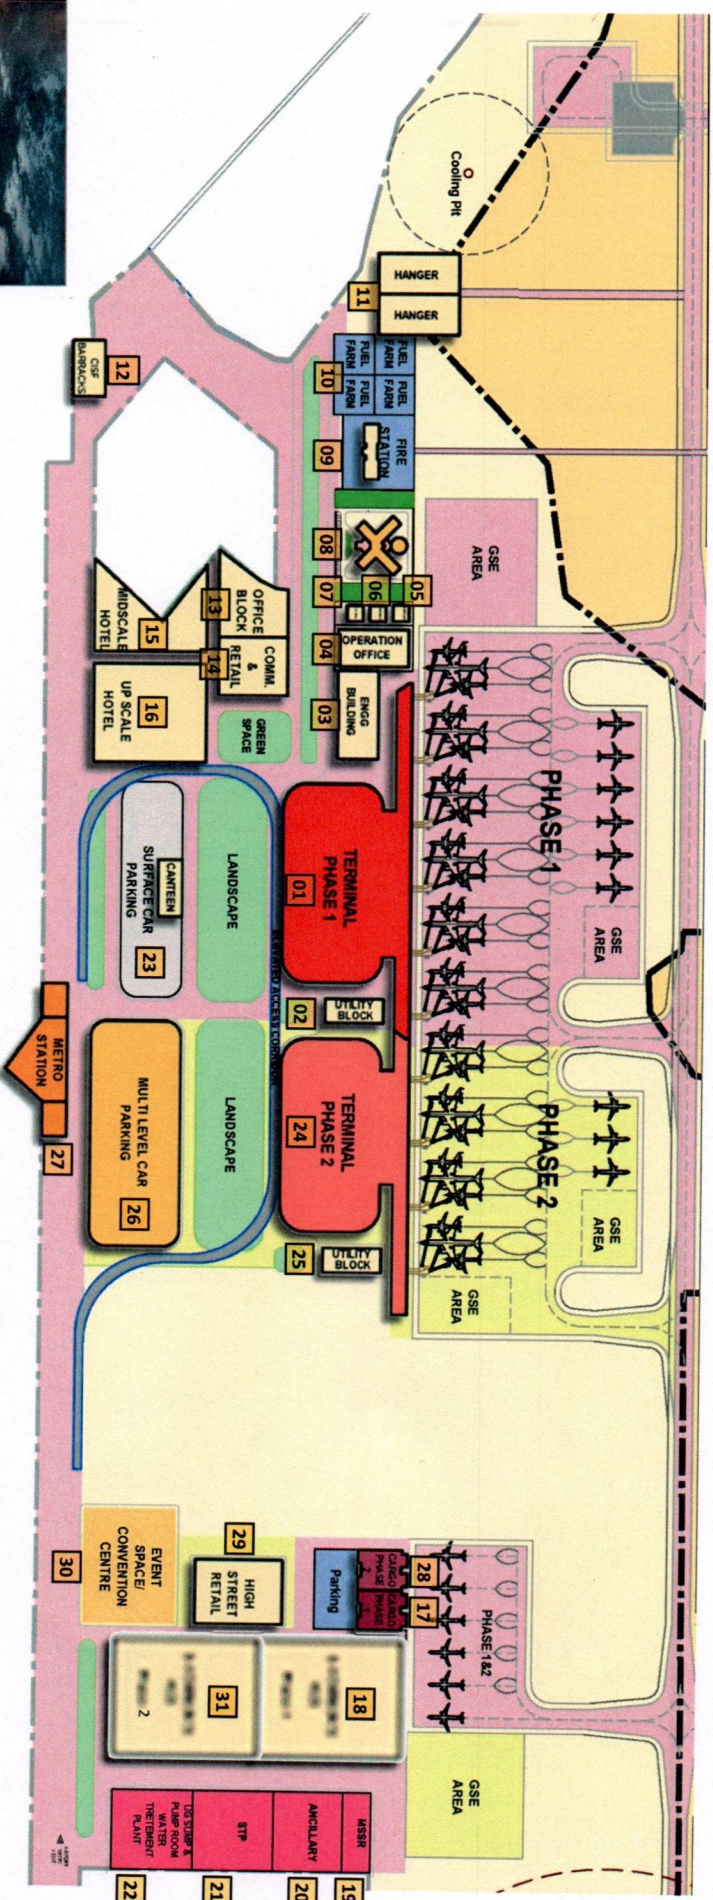 Cooling Pit
HANGER
HANGER
11
12
CISF
BARRACKS
FUEL
FARM
FUEL
FARM
FUEL
FARM
FUEL
FARM
10
FIRE
STATION
09
08
07
06
05
GSE
AREA
OPERATION
OFFICE
04
ENGG
BUILDING
03
OFFICE
BLOCK
13
COMM.
&
RETAIL
14
MIDSCALE
HOTEL
15
UP SCALE
HOTEL
16
GREEN
SPACE
PHASE 1
GSE
AREA
TERMINAL
PHASE 1
01
LANDSCAPE
CANTEEN
SURFACE CAR
PARKING
23
ELEVATED ACCESS CORRIDOR
UTILITY
BLOCK
02
PHASE 2
GSE
AREA
GSE
AREA
TERMINAL
PHASE 2
24
LANDSCAPE
MULTI LEVEL CAR
PARKING
26
METRO
STATION
27
UTILITY
BLOCK
25
EVENT
SPACE/
CONVENTION
CENTRE
30
29
HIGH
STREET
RETAIL
Parking
CARGO
PHASE
2
28
CARGO
PHASE
1
17
PHASE 1&2
18
31
2
GSE
AREA
MSSR
19
ANCILLARY
20
STP
21
UG SUMP &
PUMP ROOM
WATER
TRETEMENT
PLANT
22